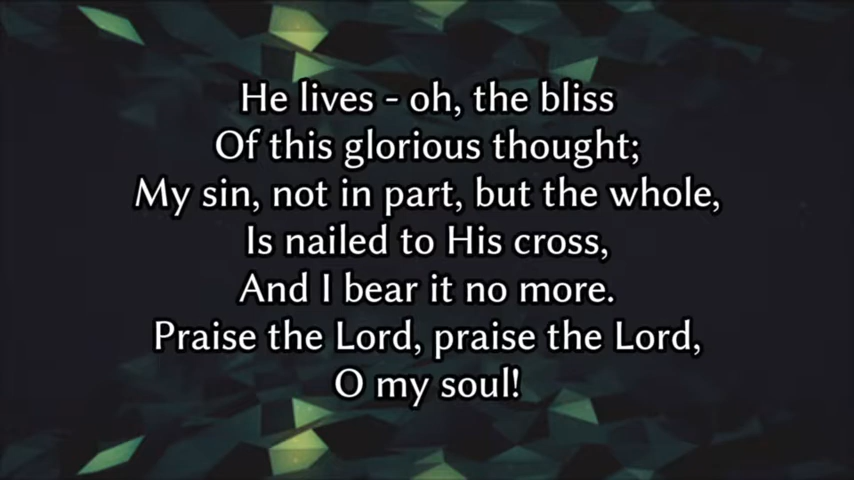 He lives - oh, the bliss
Of this glorious thought;
My sin, not in part, but the whole,
Is nailed to His cross,
And I bear it no more.
Praise the Lord, praise the Lord,
O my soul!